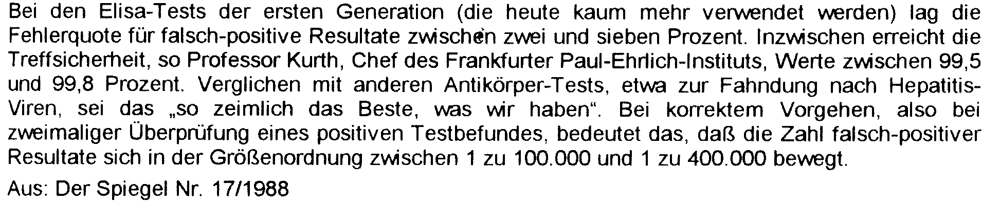 Bei den Elisa-Tests der ersten Generation (die heute kaum mehr verwendet werden) lag die
Fehlerquote für falsch-positive Resultate zwischen zwei und sieben Prozent. Inzwischen erreicht die
Treffsicherheit, so Professor Kurth, Chef des Frankfurter Paul-Ehrlich-Instituts, Werte zwischen 99,5
und 99,8 Prozent. Verglichen mit anderen Antikörper-Tests, etwa zur Fahndung nach Hepatitis-
Viren, sei das „so zeimlich das Beste, was wir haben“. Bei korrektem Vorgehen, also bei
zweimaliger Überprüfung eines positiven Testbefundes, bedeutet das, daß die Zahl falsch-positiver
Resultate sich in der Größenordnung zwischen 1 zu 100.000 und 1 zu 400.000 bewegt.
Aus: Der Spiegel Nr. 17/1988